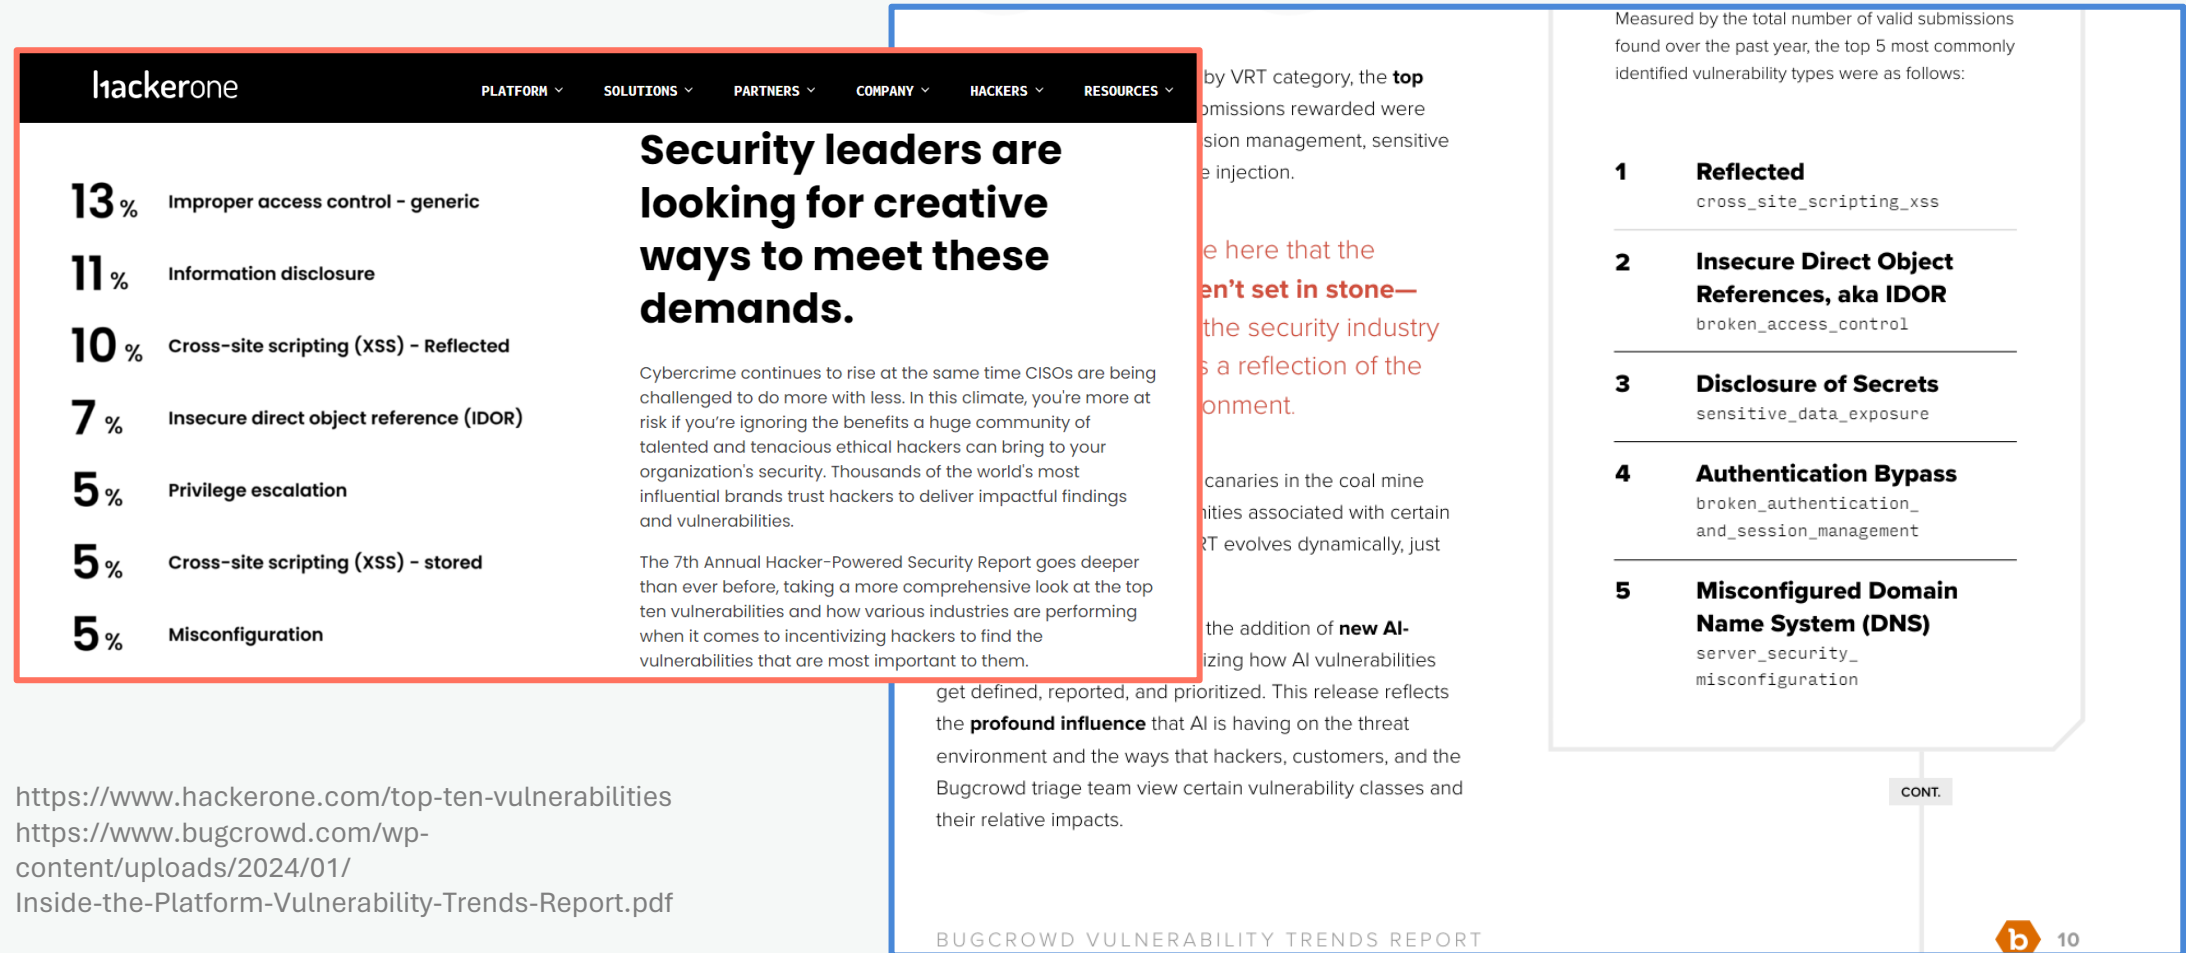 hackerone
PLATFORM SOLUTIONS PARTNERS COMPANY HACKERS RESOURCES
13 % Improper access control - generic
11 % Information disclosure
10 % Cross-site scripting (XSS) - Reflected
7 % Insecure direct object reference (IDOR)
5 % Privilege escalation
5 % Cross-site scripting (XSS) - stored
5 % Misconfiguration
Security leaders are
looking for creative
ways to meet these
demands.
Cybercrime continues to rise at the same time CISOs are being
challenged to do more with less. In this climate, you're more at
risk if you're ignoring the benefits a huge community of
talented and tenacious ethical hackers can bring to your
organization's security. Thousands of the world's most
influential brands trust hackers to deliver impactful findings
and vulnerabilities.
The 7th Annual Hacker-Powered Security Report goes deeper
than ever before, taking a more comprehensive look at the top
ten vulnerabilities and how various industries are performing
when it comes to incentivizing hackers to find the
vulnerabilities that are most important to them.
https://www.hackerone.com/top-ten-vulnerabilities
https://www.bugcrowd.com/wp-
content/uploads/2024/01/
Inside-the-Platform-Vulnerability-Trends-Report.pdf
by VRT category, the top
missions rewarded were
sion management, sensitive
injection.
here that the
en't set in stone—
the security industry
a reflection of the
onment.
canaries in the coal mine
ities associated with certain
RT evolves dynamically, just
the addition of new AI-
izing how AI vulnerabilities
get defined, reported, and prioritized. This release reflects
the profound influence that AI is having on the threat
environment and the ways that hackers, customers, and the
Bugcrowd triage team view certain vulnerability classes and
their relative impacts.
Measured by the total number of valid submissions
found over the past year, the top 5 most commonly
identified vulnerability types were as follows:
1 Reflected
cross_site_scripting_xss
2 Insecure Direct Object
References, aka IDOR
broken_access_control
3 Disclosure of Secrets
sensitive_data_exposure
4 Authentication Bypass
broken_authentication_
and_session_management
5 Misconfigured Domain
Name System (DNS)
server_security_
misconfiguration
CONT.
BUGCROWD VULNERABILITY TRENDS REPORT
b 10